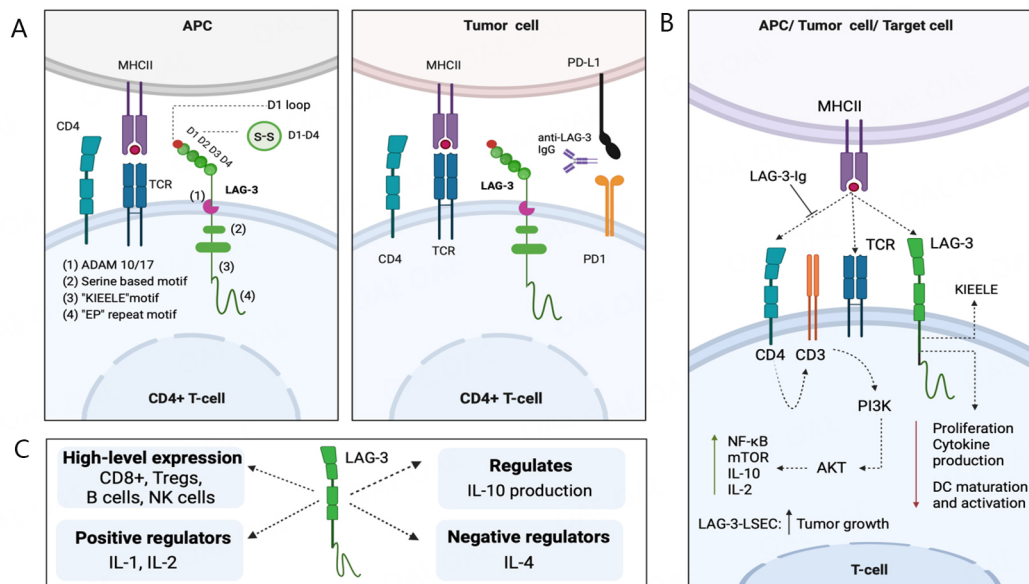 A
APC
MHCII
CD4
TCR
D1 loop
D1 D2 D3 D4
S-S
D1-D4
LAG-3
(1)
(2)
(3)
(4)
(1) ADAM 10/17
(2) Serine based motif
(3) "KIEELE"motif
(4) "EP" repeat motif
CD4+ T-cell
Tumor cell
MHCII
PD-L1
anti-LAG-3
IgG
LAG-3
CD4
TCR
PD1
CD4+ T-cell
B
APC/ Tumor cell/ Target cell
MHCII
LAG-3-Ig
TCR
LAG-3
KIEELE
CD4
CD3
PI3K
AKT
NF-κB
mTOR
IL-10
IL-2
Proliferation
Cytokine
production
DC maturation
and activation
LAG-3-LSEC:
Tumor growth
T-cell
C
High-level expression
CD8+, Tregs,
B cells, NK cells
LAG-3
Regulates
IL-10 production
Positive regulators
IL-1, IL-2
Negative regulators
IL-4